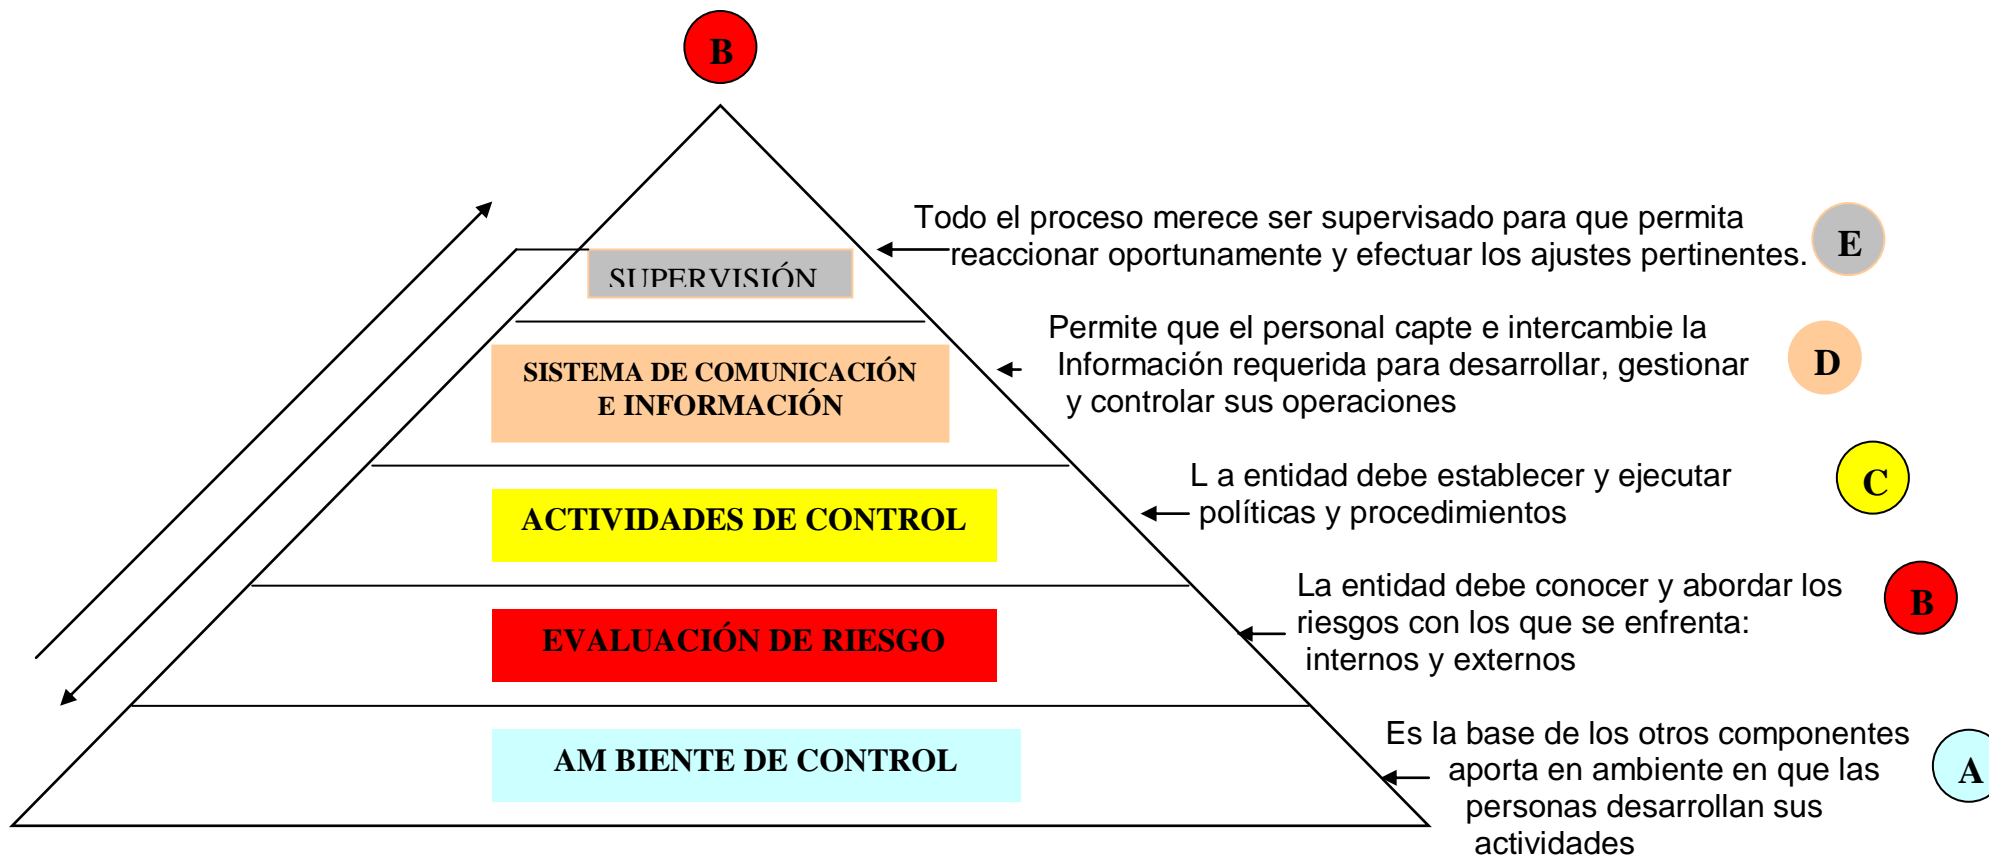 B
Todo el proceso merece ser supervisado para que permita
reaccionar oportunamente y efectuar los ajustes pertinentes.
E
SUPERVISIÓN
Permite que el personal capte e intercambie la
Información requerida para desarrollar, gestionar
y controlar sus operaciones
D
SISTEMA DE COMUNICACIÓN
E INFORMACIÓN
L a entidad debe establecer y ejecutar
políticas y procedimientos
C
ACTIVIDADES DE CONTROL
La entidad debe conocer y abordar los
riesgos con los que se enfrenta:
internos y externos
B
EVALUACIÓN DE RIESGO
Es la base de los otros componentes
aporta en ambiente en que las
personas desarrollan sus
actividades
A
AM BIENTE DE CONTROL